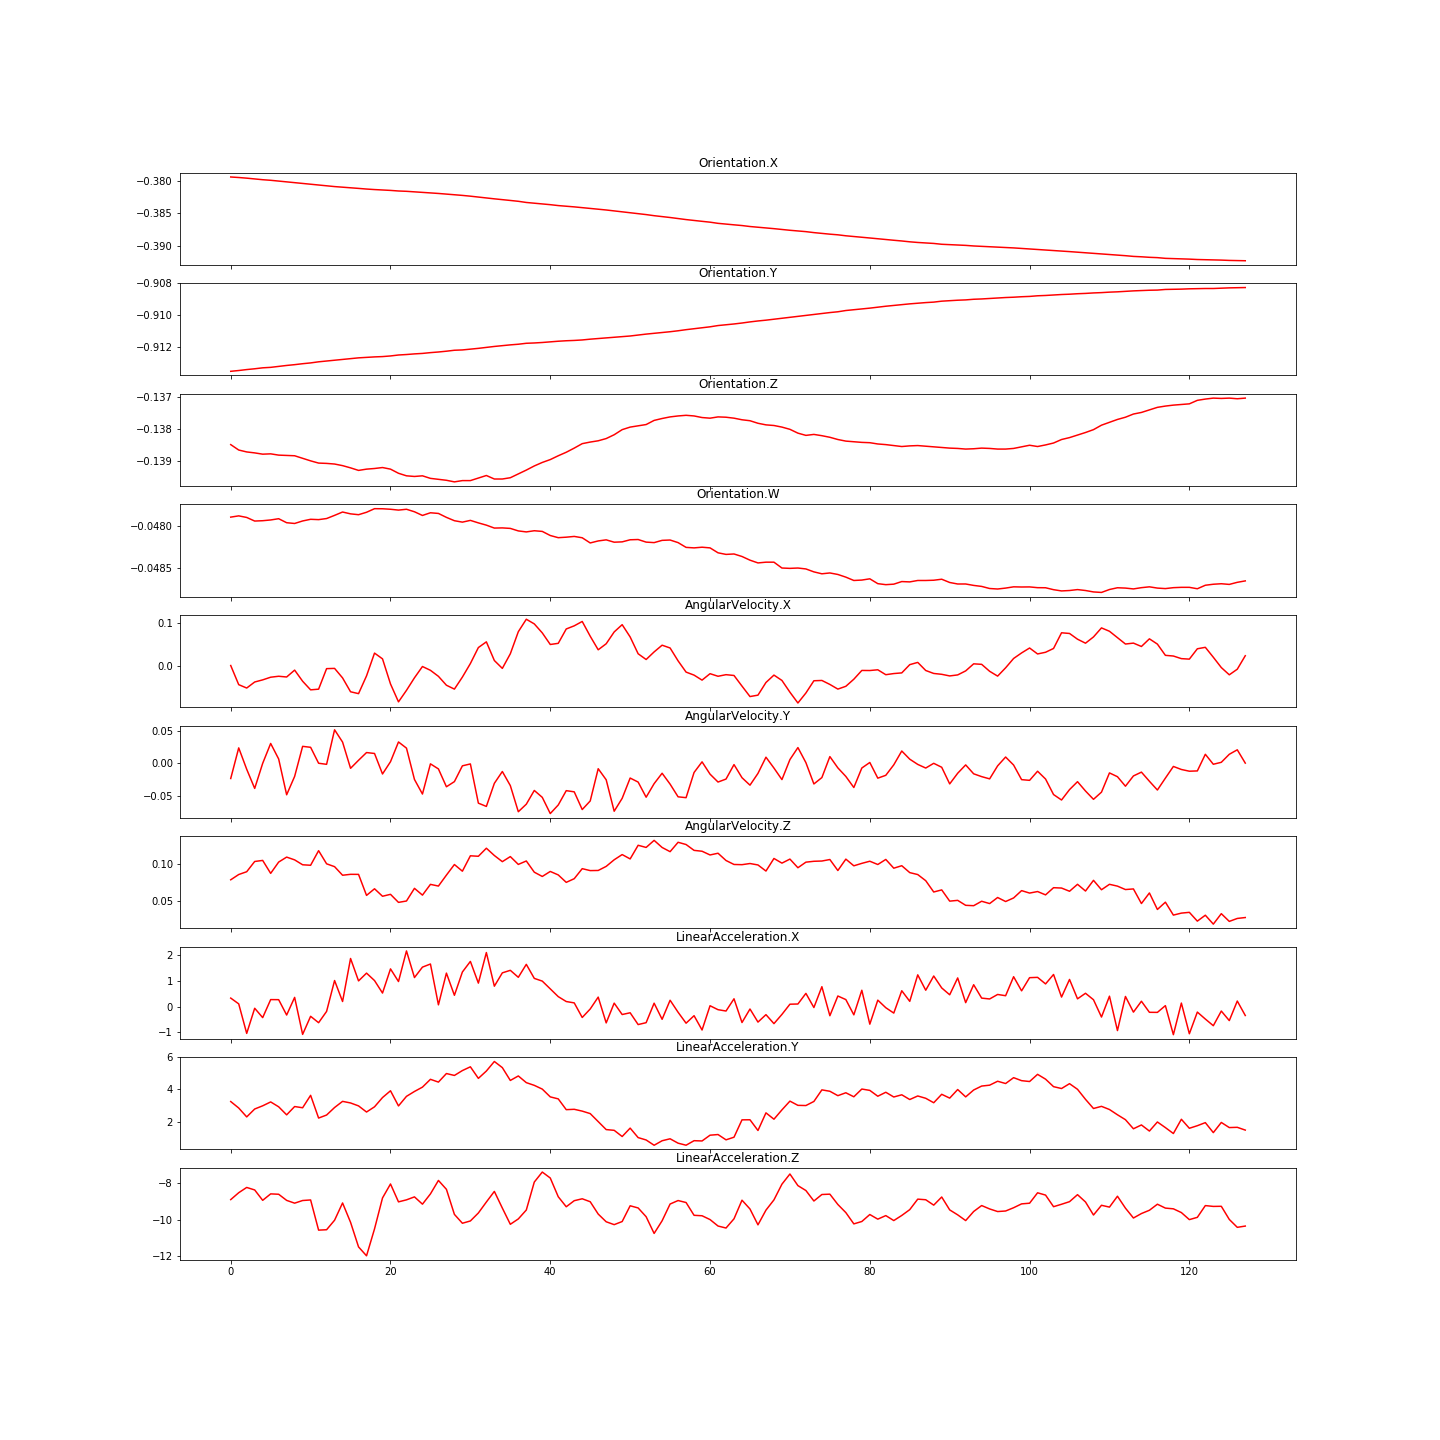 Orientation.X
−0.380
−0.385
−0.390
Orientation.Y
−0.908
−0.910
−0.912
Orientation.Z
−0.137
−0.138
−0.139
Orientation.W
−0.0480
−0.0485
AngularVelocity.X
0.1
0.0
AngularVelocity.Y
0.05
0.00
−0.05
AngularVelocity.Z
0.10
0.05
LinearAcceleration.X
2
1
0
−1
LinearAcceleration.Y
6
4
2
LinearAcceleration.Z
−8
−10
−12
0 20 40 60 80 100 120